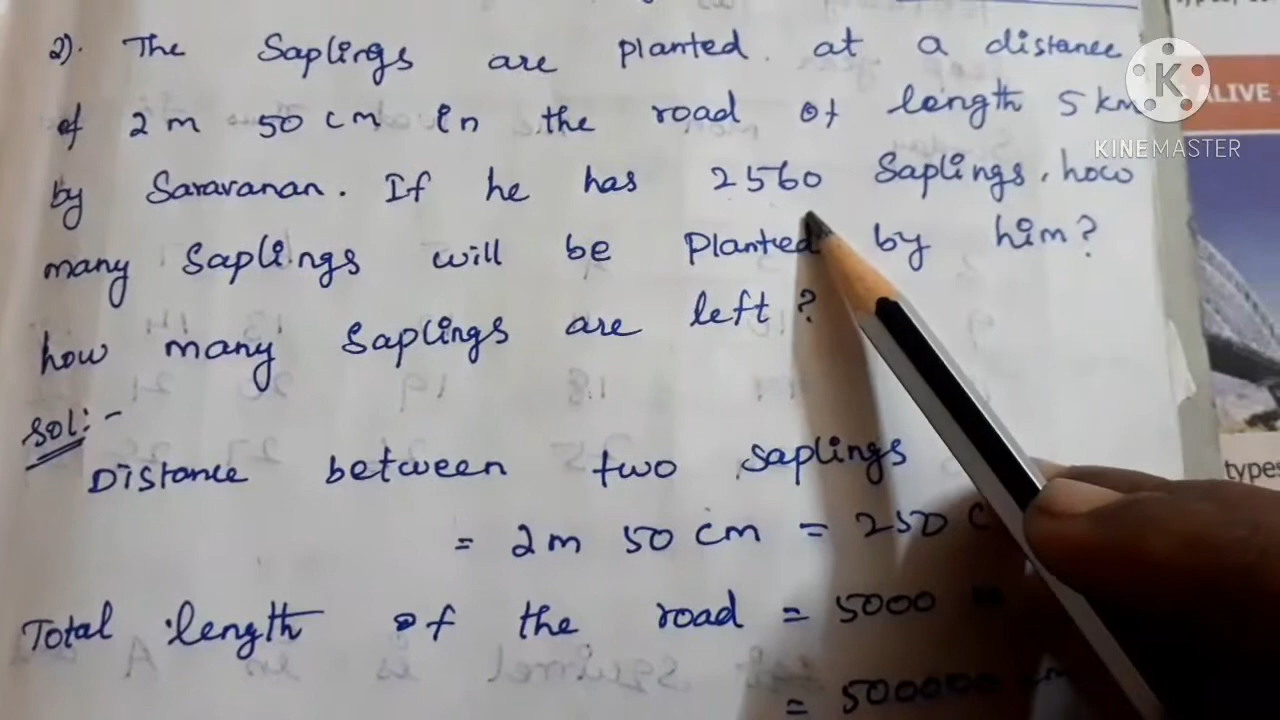 2). The Saplings are planted at a distance
of 2 m 50 cm in the road of length 5 km
by Saravanan. If he has 2560 Saplings, how
many Saplings will be Planted by him?
how many Saplings are left?
Sol:-
Distance between two saplings
= 2m 50 cm = 250 c
Total length of the road = 5000
= 500000 cm
K
KINEMASTER
ALIVE
types